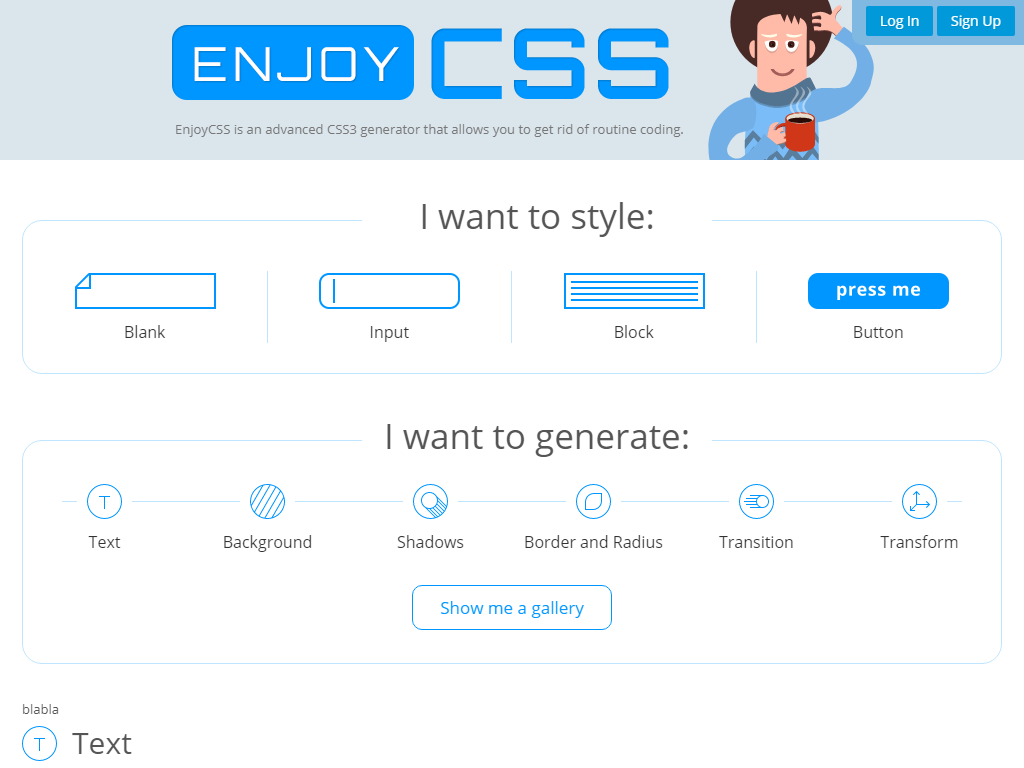 Log In Sign Up
ENJOY CSS
EnjoyCSS is an advanced CSS3 generator that allows you to get rid of routine coding.
I want to style:
press me
Blank Input Block Button
I want to generate:
T
Text Background Shadows Border and Radius Transition Transform
Show me a gallery
blabla
T Text